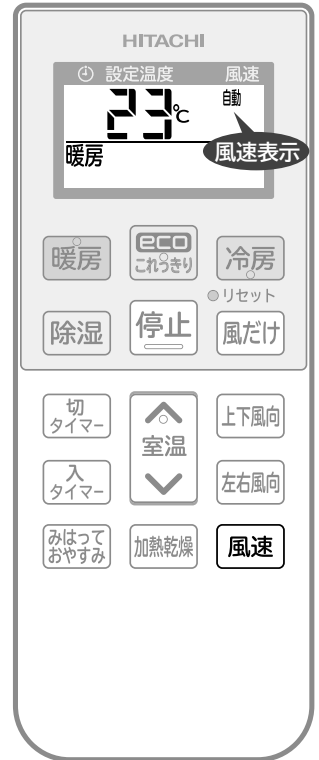 HITACHI
設定温度 風速
23℃ 自動
暖房
風速表示
暖房 eco これっきり 冷房
リセット
除湿 停止 風だけ
切タイマー 室温 上下風向
入タイマー 左右風向
みはっておやすみ 加熱乾燥 風速